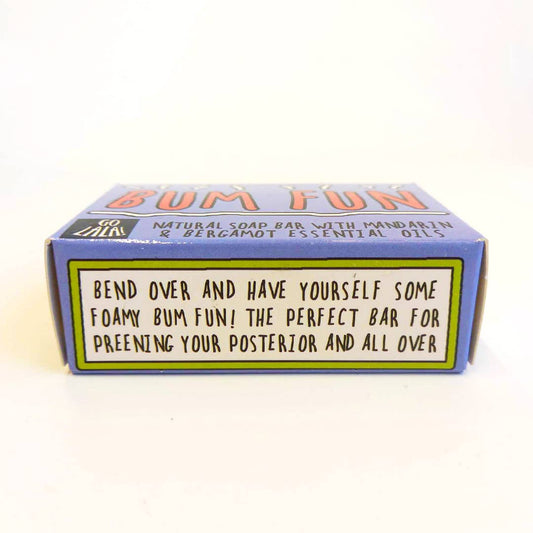 BUM FUN
GO
LALA!
NATURAL SOAP BAR WITH MANDARIN
& BERGAMOT ESSENTIAL OILS
BEND OVER AND HAVE YOURSELF SOME
FOAMY BUM FUN! THE PERFECT BAR FOR
PREENING YOUR POSTERIOR AND ALL OVER